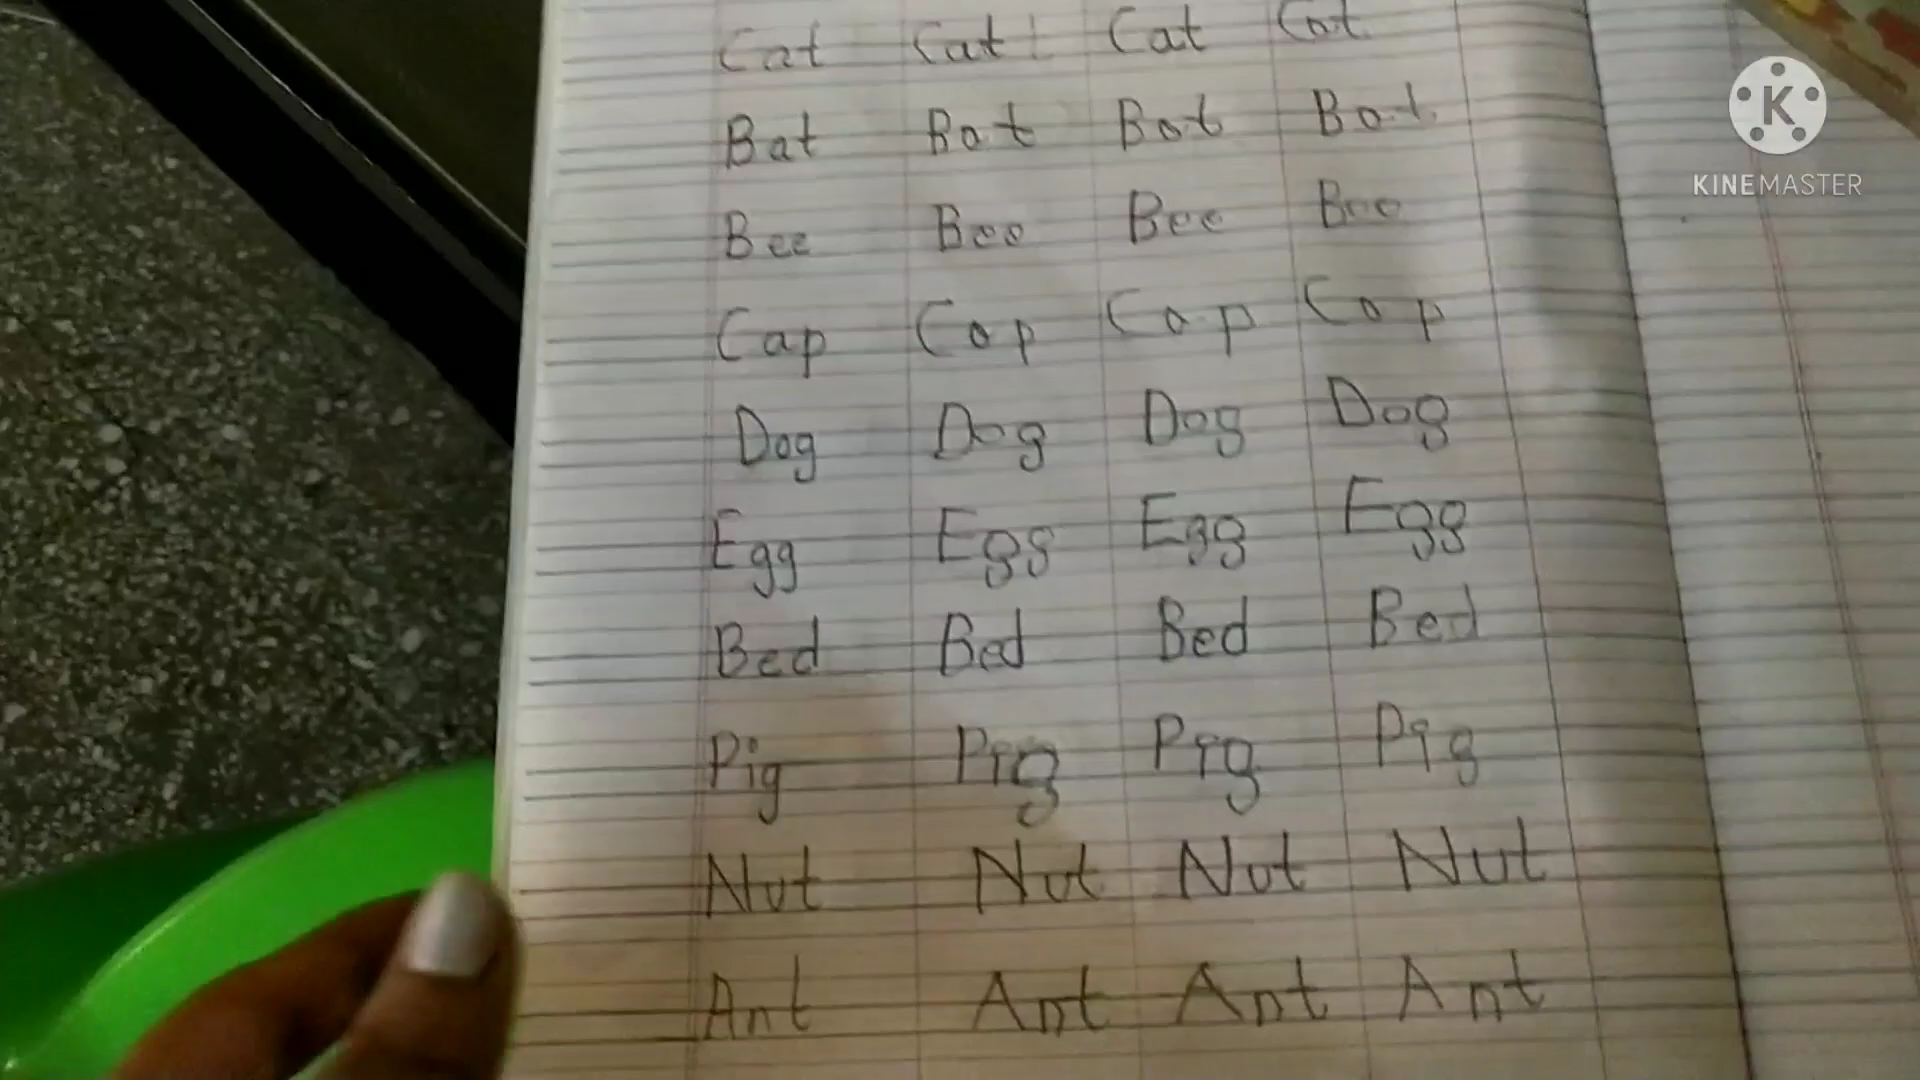 Cat Cat Cat Cat
Bat Bat Bat Bat
Bee Bee Bee Bee
Cap Cap Cap Cap
Dog Dog Dog Dog
Egg Egg Egg Egg
Bed Bed Bed Bed
Pig Pig Pig Pig
Nut Nut Nut Nut
Ant Ant Ant Ant
K
KINEMASTER